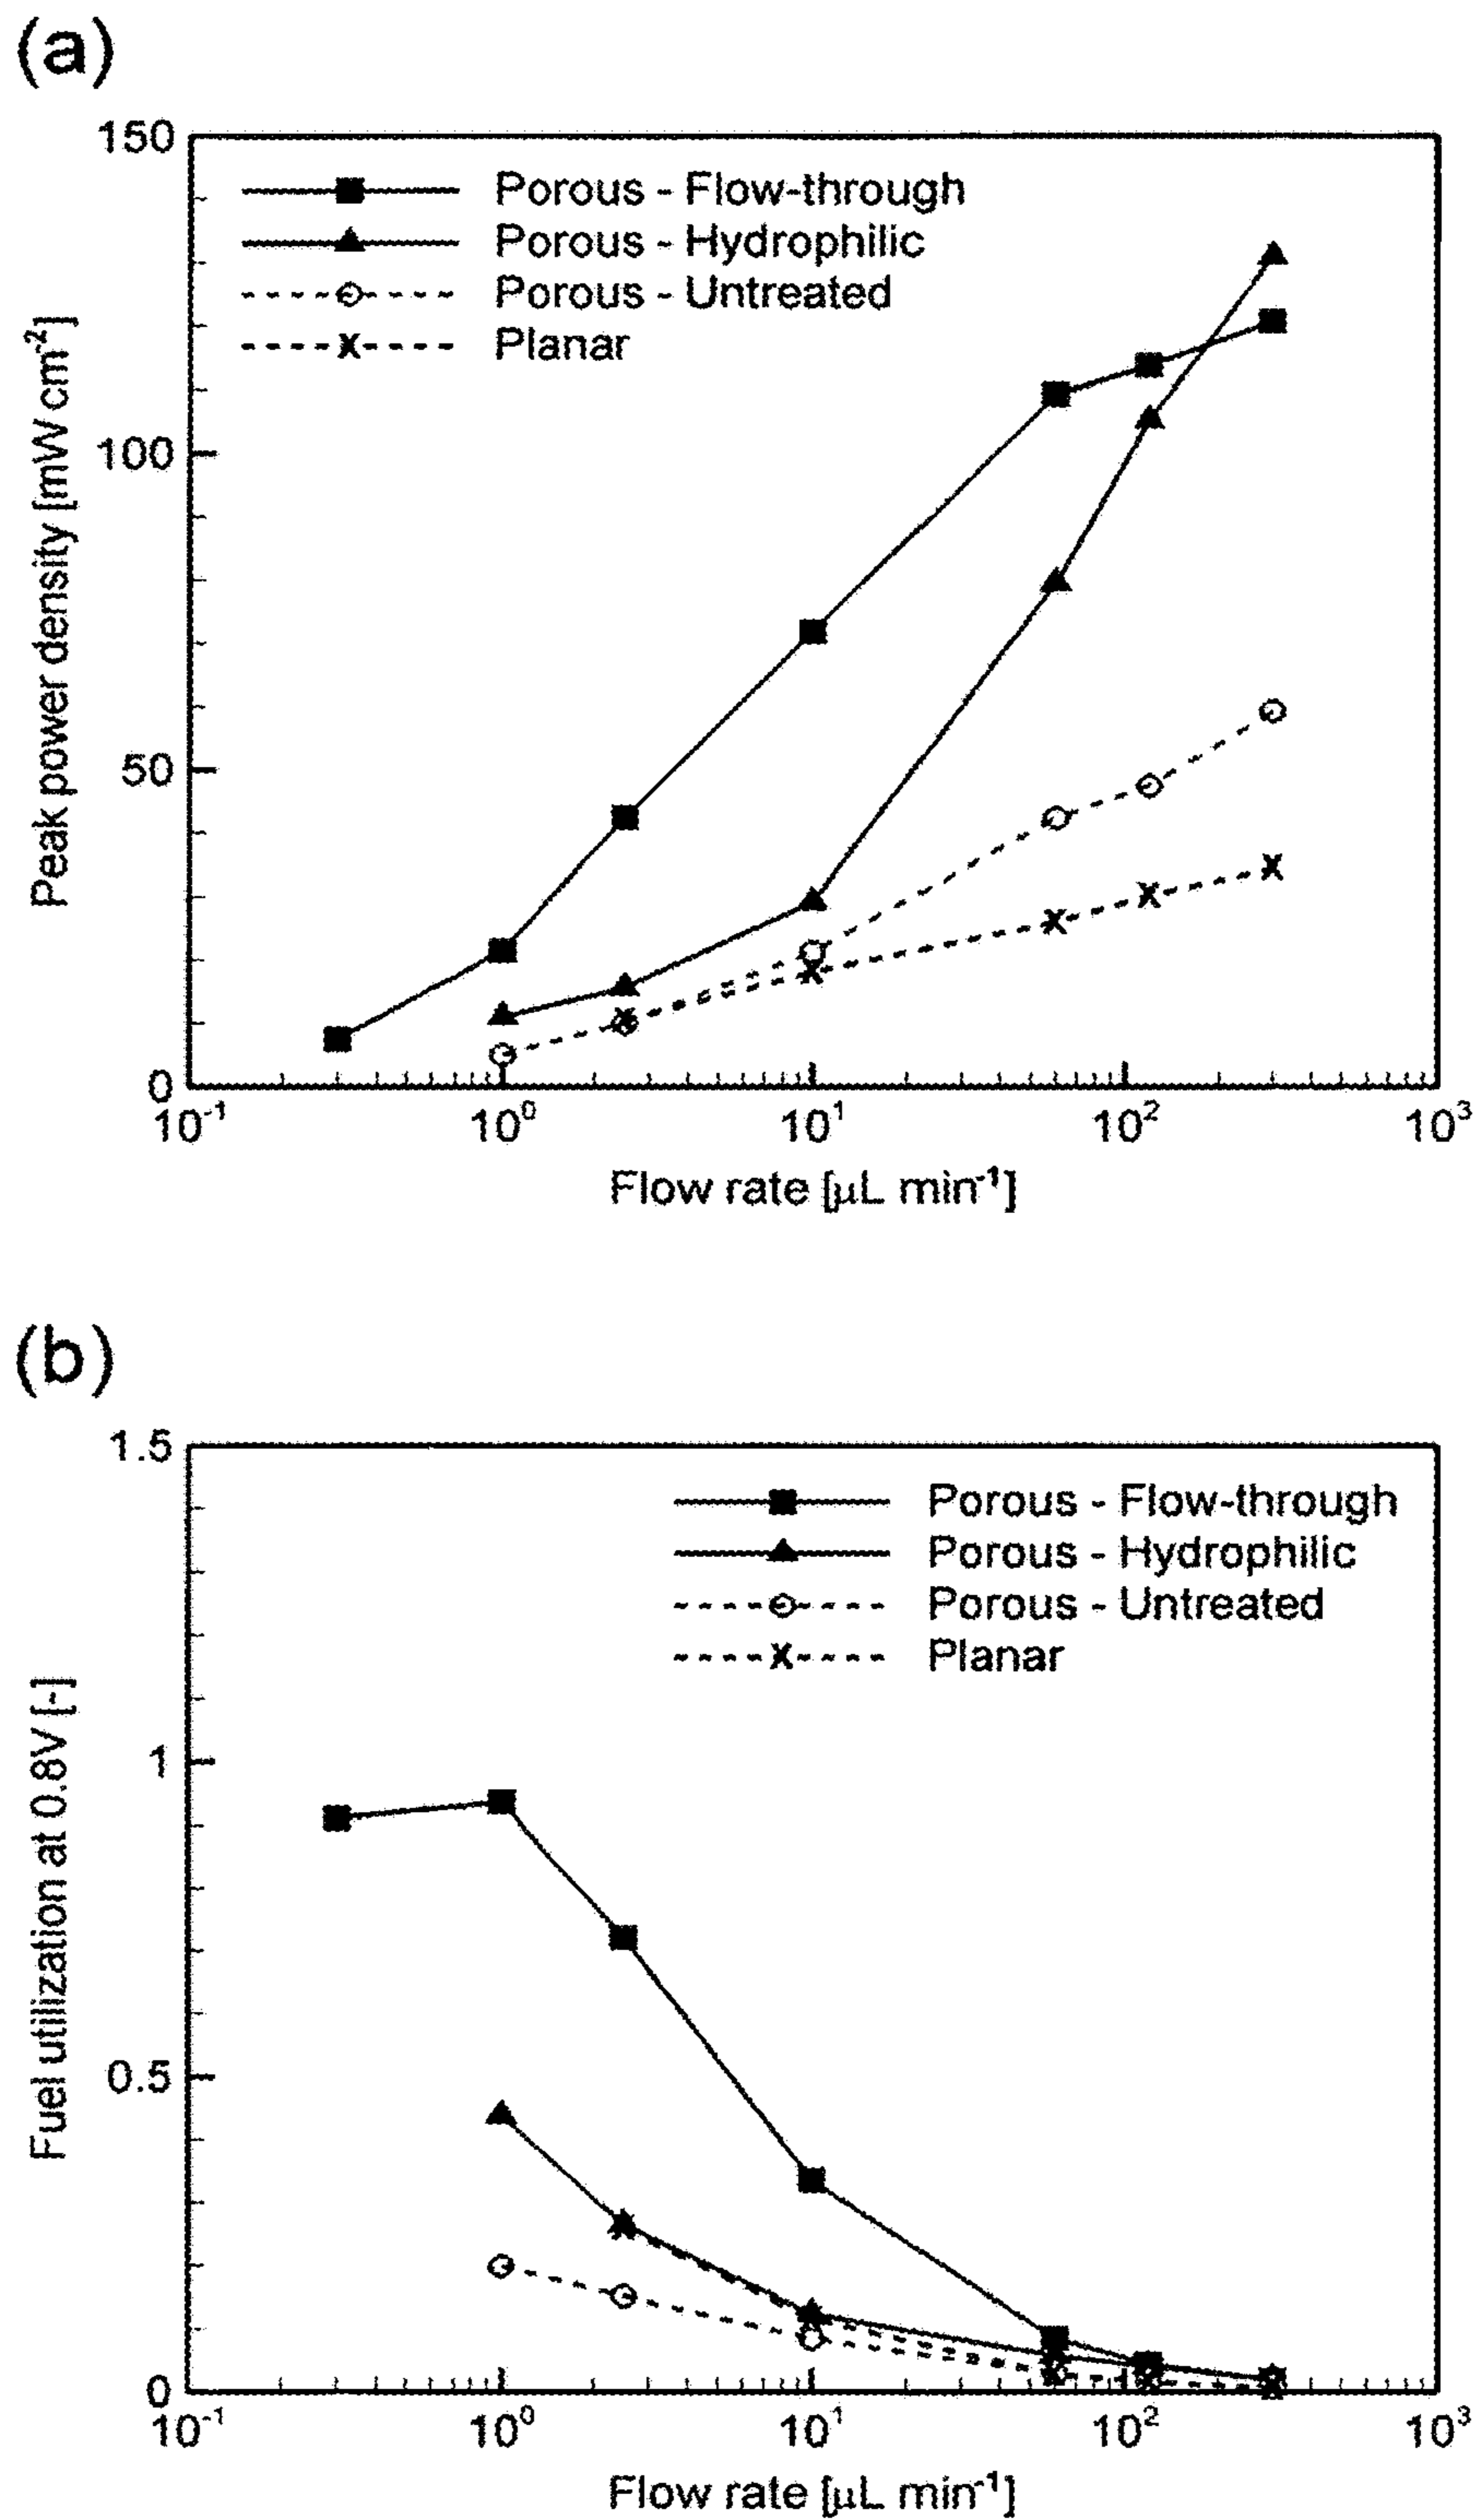 (a)
150
Porous - Flow-through
Porous - Hydrophilic
Porous - Untreated
Planar
100
50
0
Peak power density [mW cm⁻²]
10⁻¹ 10⁰ 10¹ 10² 10³
Flow rate [µL min⁻¹]
(b)
1.5
Porous - Flow-through
Porous - Hydrophilic
Porous - Untreated
Planar
1
0.5
0
Fuel utilization at 0.8V [-]
10⁻¹ 10⁰ 10¹ 10² 10³
Flow rate [µL min⁻¹]